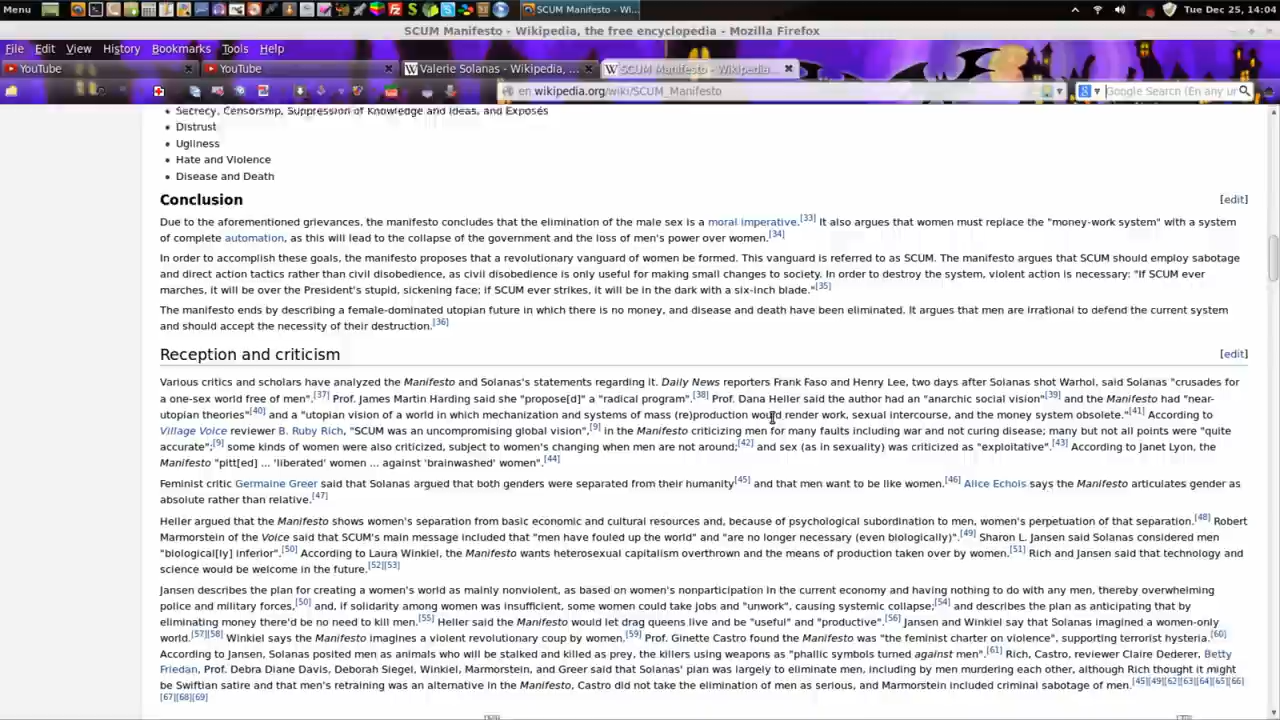 Menu
SCUM Manifesto - Wi...
Tue Dec 25, 14:04
SCUM Manifesto - Wikipedia, the free encyclopedia - Mozilla Firefox
File Edit View History Bookmarks Tools Help
YouTube
YouTube
Valerie Solanas - Wikipedia, ...
SCUM Manifesto - Wikipedia...
en.wikipedia.org/wiki/SCUM_Manifesto
Google Search (En any ur
Secrecy, Censorship, Suppression of Knowledge and Ideas, and Exposés
Distrust
Ugliness
Hate and Violence
Disease and Death
Conclusion [edit]
Due to the aforementioned grievances, the manifesto concludes that the elimination of the male sex is a moral imperative.[33] It also argues that women must replace the "money-work system" with a system
of complete automation, as this will lead to the collapse of the government and the loss of men's power over women.[34]
In order to accomplish these goals, the manifesto proposes that a revolutionary vanguard of women be formed. This vanguard is referred to as SCUM. The manifesto argues that SCUM should employ sabotage
and direct action tactics rather than civil disobedience, as civil disobedience is only useful for making small changes to society. In order to destroy the system, violent action is necessary: "If SCUM ever
marches, it will be over the President's stupid, sickening face; if SCUM ever strikes, it will be in the dark with a six-inch blade."[35]
The manifesto ends by describing a female-dominated utopian future in which there is no money, and disease and death have been eliminated. It argues that men are irrational to defend the current system
and should accept the necessity of their destruction.[36]
Reception and criticism [edit]
Various critics and scholars have analyzed the Manifesto and Solanas's statements regarding it. Daily News reporters Frank Faso and Henry Lee, two days after Solanas shot Warhol, said Solanas "crusades for
a one-sex world free of men".[37] Prof. James Martin Harding said she "propose[d]" a "radical program".[38] Prof. Dana Heller said the author had an "anarchic social vision"[39] and the Manifesto had "near-
utopian theories"[40] and a "utopian vision of a world in which mechanization and systems of mass (re)production would render work, sexual intercourse, and the money system obsolete."[41] According to
Village Voice reviewer B. Ruby Rich, "SCUM was an uncompromising global vision",[9] in the Manifesto criticizing men for many faults including war and not curing disease; many but not all points were "quite
accurate";[9] some kinds of women were also criticized, subject to women's changing when men are not around;[42] and sex (as in sexuality) was criticized as "exploitative".[43] According to Janet Lyon, the
Manifesto "pitt[ed] ... 'liberated' women ... against 'brainwashed' women".[44]
Feminist critic Germaine Greer said that Solanas argued that both genders were separated from their humanity[45] and that men want to be like women.[46] Alice Echols says the Manifesto articulates gender as
absolute rather than relative.[47]
Heller argued that the Manifesto shows women's separation from basic economic and cultural resources and, because of psychological subordination to men, women's perpetuation of that separation.[48] Robert
Marmorstein of the Voice said that SCUM's main message included that "men have fouled up the world" and "are no longer necessary (even biologically)".[49] Sharon L. Jansen said Solanas considered men
"biological[ly] inferior".[50] According to Laura Winkiel, the Manifesto wants heterosexual capitalism overthrown and the means of production taken over by women.[51] Rich and Jansen said that technology and
science would be welcome in the future.[52][53]
Jansen describes the plan for creating a women's world as mainly nonviolent, as based on women's nonparticipation in the current economy and having nothing to do with any men, thereby overwhelming
police and military forces,[50] and, if solidarity among women was insufficient, some women could take jobs and "unwork", causing systemic collapse;[54] and describes the plan as anticipating that by
eliminating money there'd be no need to kill men.[55] Heller said the Manifesto would let drag queens live and be "useful" and "productive".[56] Jansen and Winkiel say that Solanas imagined a women-only
world.[57][58] Winkiel says the Manifesto imagines a violent revolutionary coup by women.[59] Prof. Ginette Castro found the Manifesto was "the feminist charter on violence", supporting terrorist hysteria.[60]
According to Jansen, Solanas posited men as animals who will be stalked and killed as prey, the killers using weapons as "phallic symbols turned against men".[61] Rich, Castro, reviewer Claire Dederer, Betty
Friedan, Prof. Debra Diane Davis, Deborah Siegel, Winkiel, Marmorstein, and Greer said that Solanas' plan was largely to eliminate men, including by men murdering each other, although Rich thought it might
be Swiftian satire and that men's retraining was an alternative in the Manifesto, Castro did not take the elimination of men as serious, and Marmorstein included criminal sabotage of men.[45][49][62][63][64][65][66]
[67][68][69]